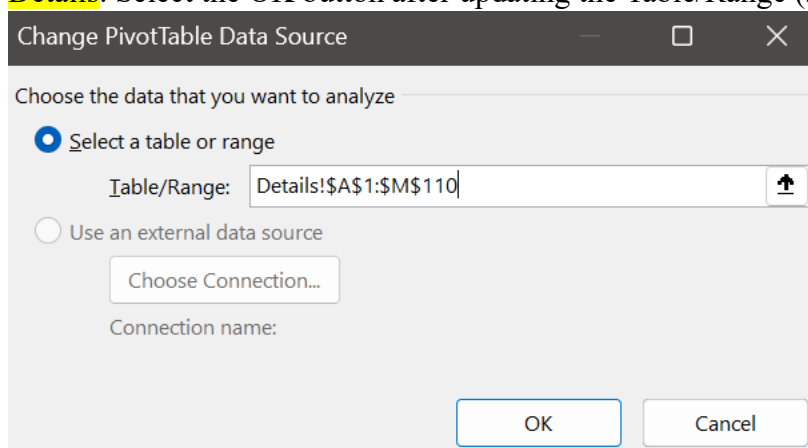 Details. Select the OK button after updating the Table/Range (
Change PivotTable Data Source
Choose the data that you want to analyze
Select a table or range
Table/Range: Details!$A$1:$M$110
Use an external data source
Choose Connection...
Connection name:
OK Cancel